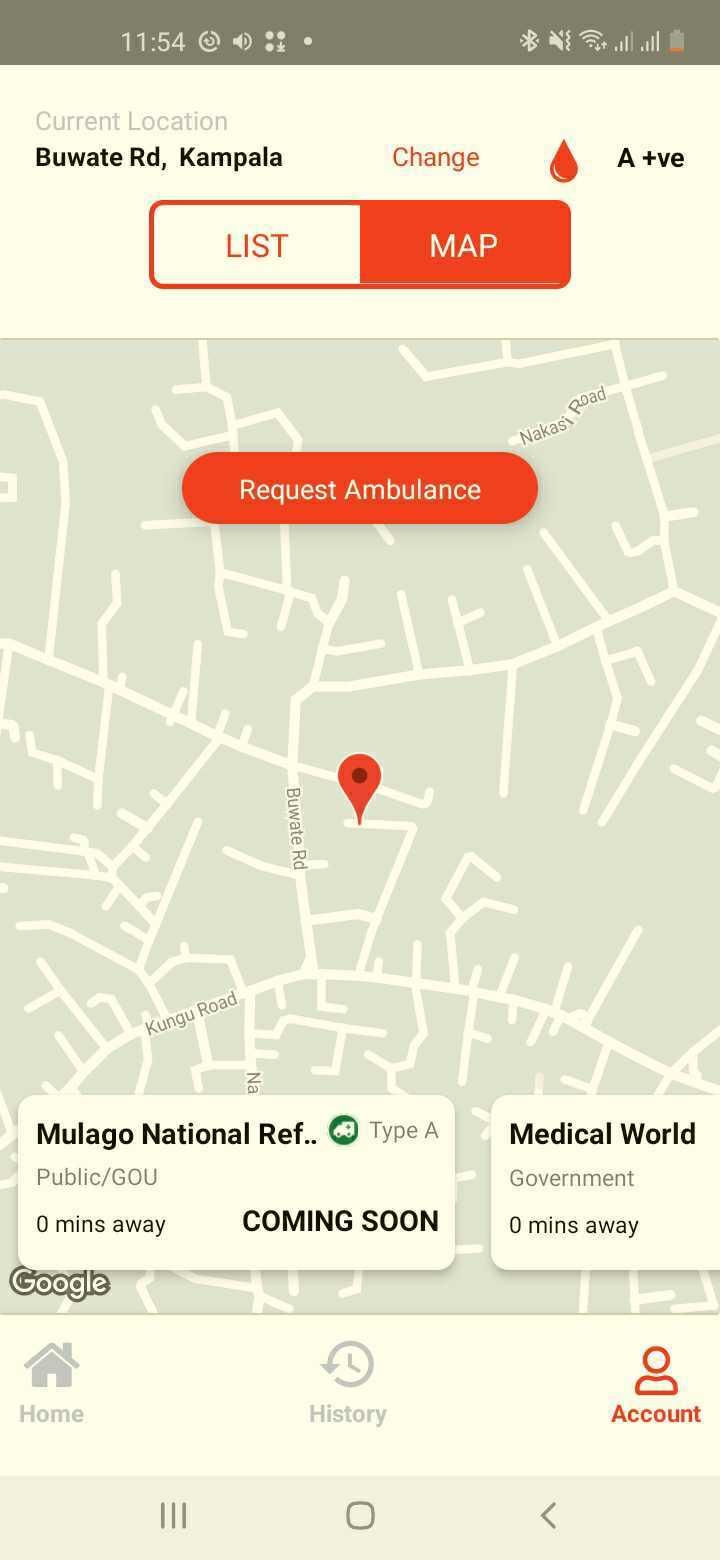 11:54
Current Location
Buwate Rd, Kampala
Change
A +ve
LIST
MAP
Nakasi Road
Request Ambulance
Buwate Rd
Kungu Road
Na
Mulago National Ref..
Type A
Public/GOU
0 mins away
COMING SOON
Medical World
Government
0 mins away
Google
Home
History
Account